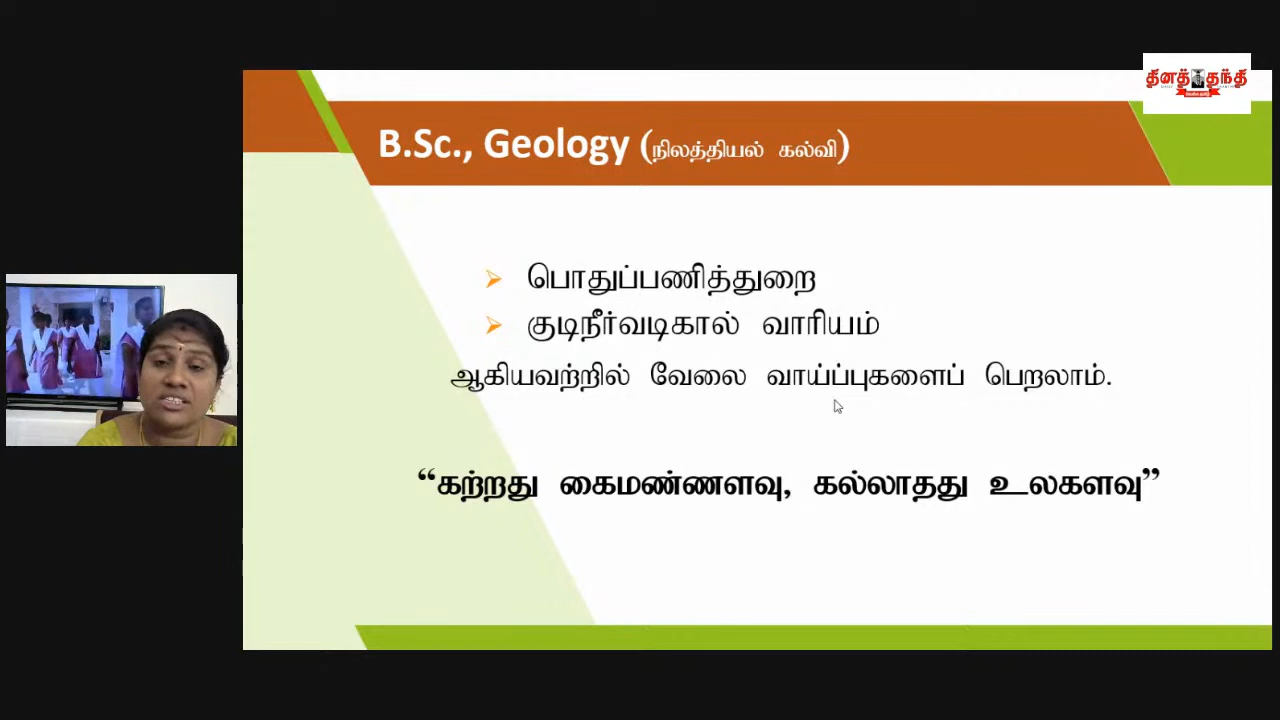 தினத்தந்தி
B.Sc., Geology (நிலத்தியல் கல்வி)
பொதுப்பணித்துறை
குடிநீர்வடிகால் வாரியம்
ஆகியவற்றில் வேலை வாய்ப்புகளைப் பெறலாம்.
“கற்றது கைமண்ணளவு, கல்லாதது உலகளவு”